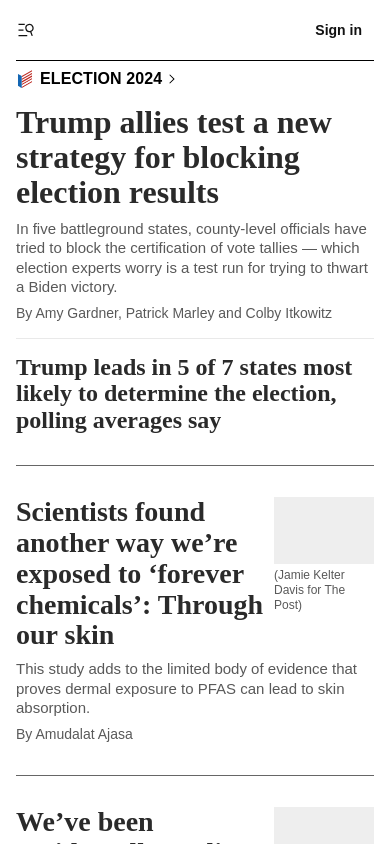 Sign in
ELECTION 2024
Trump allies test a new
strategy for blocking
election results
In five battleground states, county-level officials have
tried to block the certification of vote tallies — which
election experts worry is a test run for trying to thwart
a Biden victory.
By Amy Gardner, Patrick Marley and Colby Itkowitz
Trump leads in 5 of 7 states most
likely to determine the election,
polling averages say
Scientists found
another way we’re
exposed to ‘forever
chemicals’: Through
our skin
(Jamie Kelter
Davis for The
Post)
This study adds to the limited body of evidence that
proves dermal exposure to PFAS can lead to skin
absorption.
By Amudalat Ajasa
We’ve been